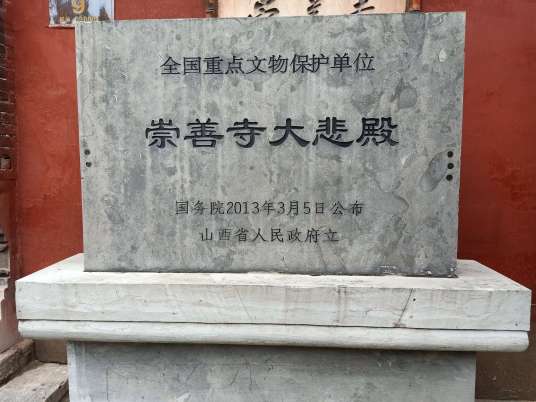 全国重点文物保护单位
崇善寺大悲殿
国务院2013年3月5日公布
山西省人民政府立